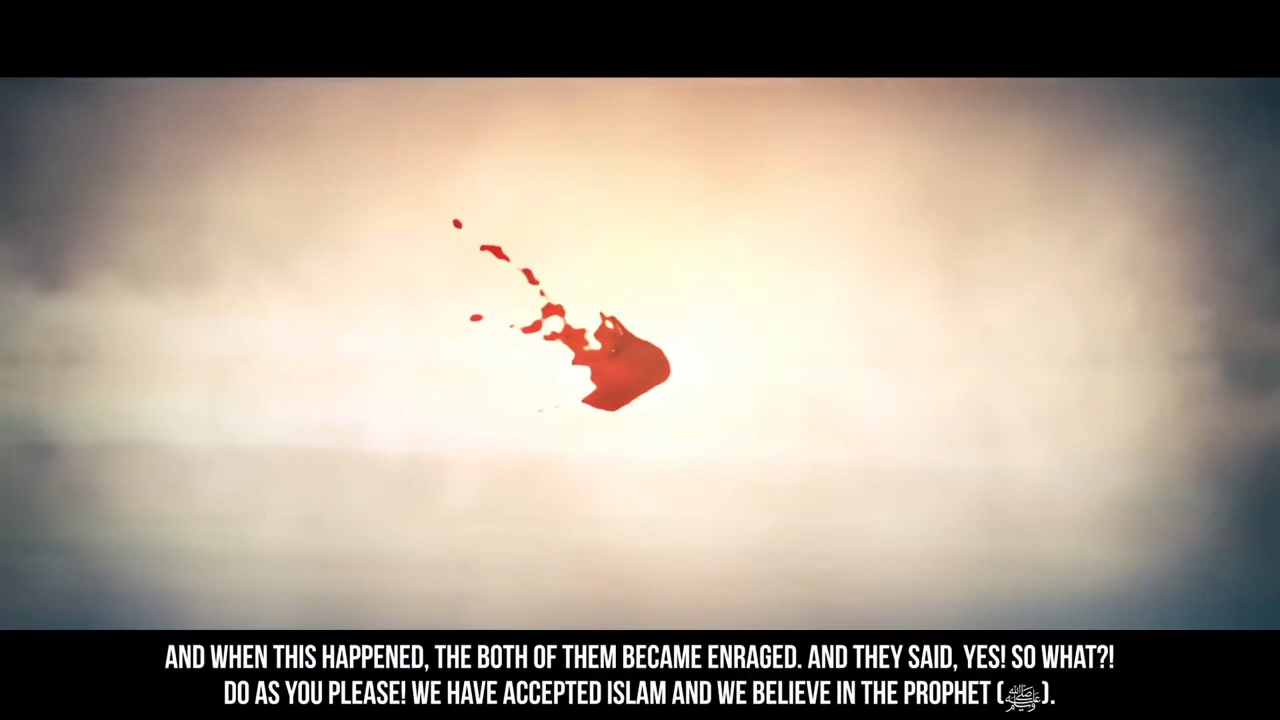 AND WHEN THIS HAPPENED, THE BOTH OF THEM BECAME ENRAGED. AND THEY SAID, YES! SO WHAT?!
DO AS YOU PLEASE! WE HAVE ACCEPTED ISLAM AND WE BELIEVE IN THE PROPHET (ﷺ).